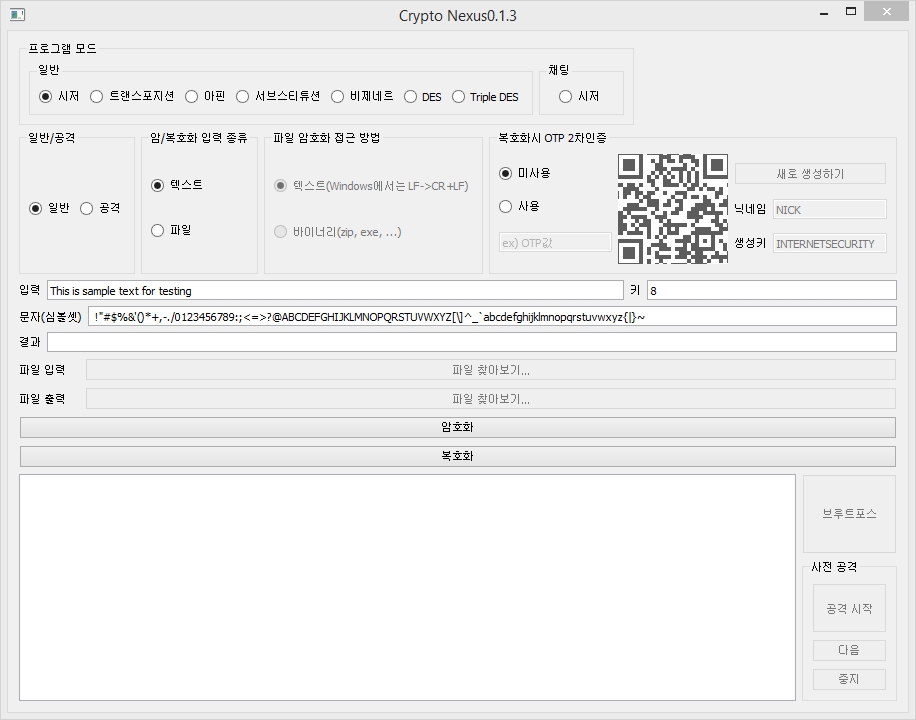 Crypto Nexus0.1.3
프로그램 모드
일반
채팅
시저 트랜스포지션 아핀 서브스티튜션 비제네르 DES Triple DES
시저
일반/공격
암/복호화 입력 종류
파일 암호화 접근 방법
복호화시 OTP 2차인증
일반 공격
텍스트
파일
텍스트(Windows에서는 LF->CR+LF)
바이너리(zip, exe, ...)
미사용
사용
ex) OTP값
새로 생성하기
닉네임 NICK
생성키 INTERNETSECURITY
입력 This is sample text for testing 키 8
문자(심볼셋) !"#$%&'()*+,-./0123456789:;<=>?@ABCDEFGHIJKLMNOPQRSTUVWXYZ[\]^_`abcdefghijklmnopqrstuvwxyz{|}~
결과
파일 입력 파일 찾아보기...
파일 출력 파일 찾아보기...
암호화
복호화
브루트포스
사전 공격
공격 시작
다음
중지